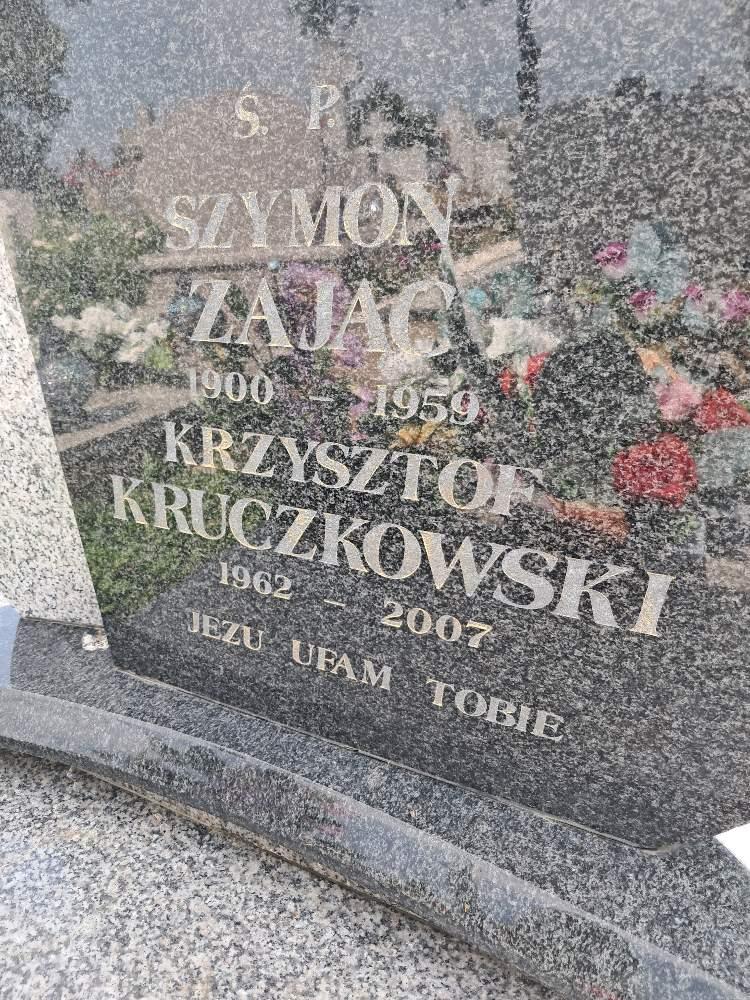 Ś. P.
SZYMON
ZAJĄC
1900 – 1959
KRZYSZTOF
KRUCZKOWSKI
1962 – 2007
JEZU UFAM TOBIE